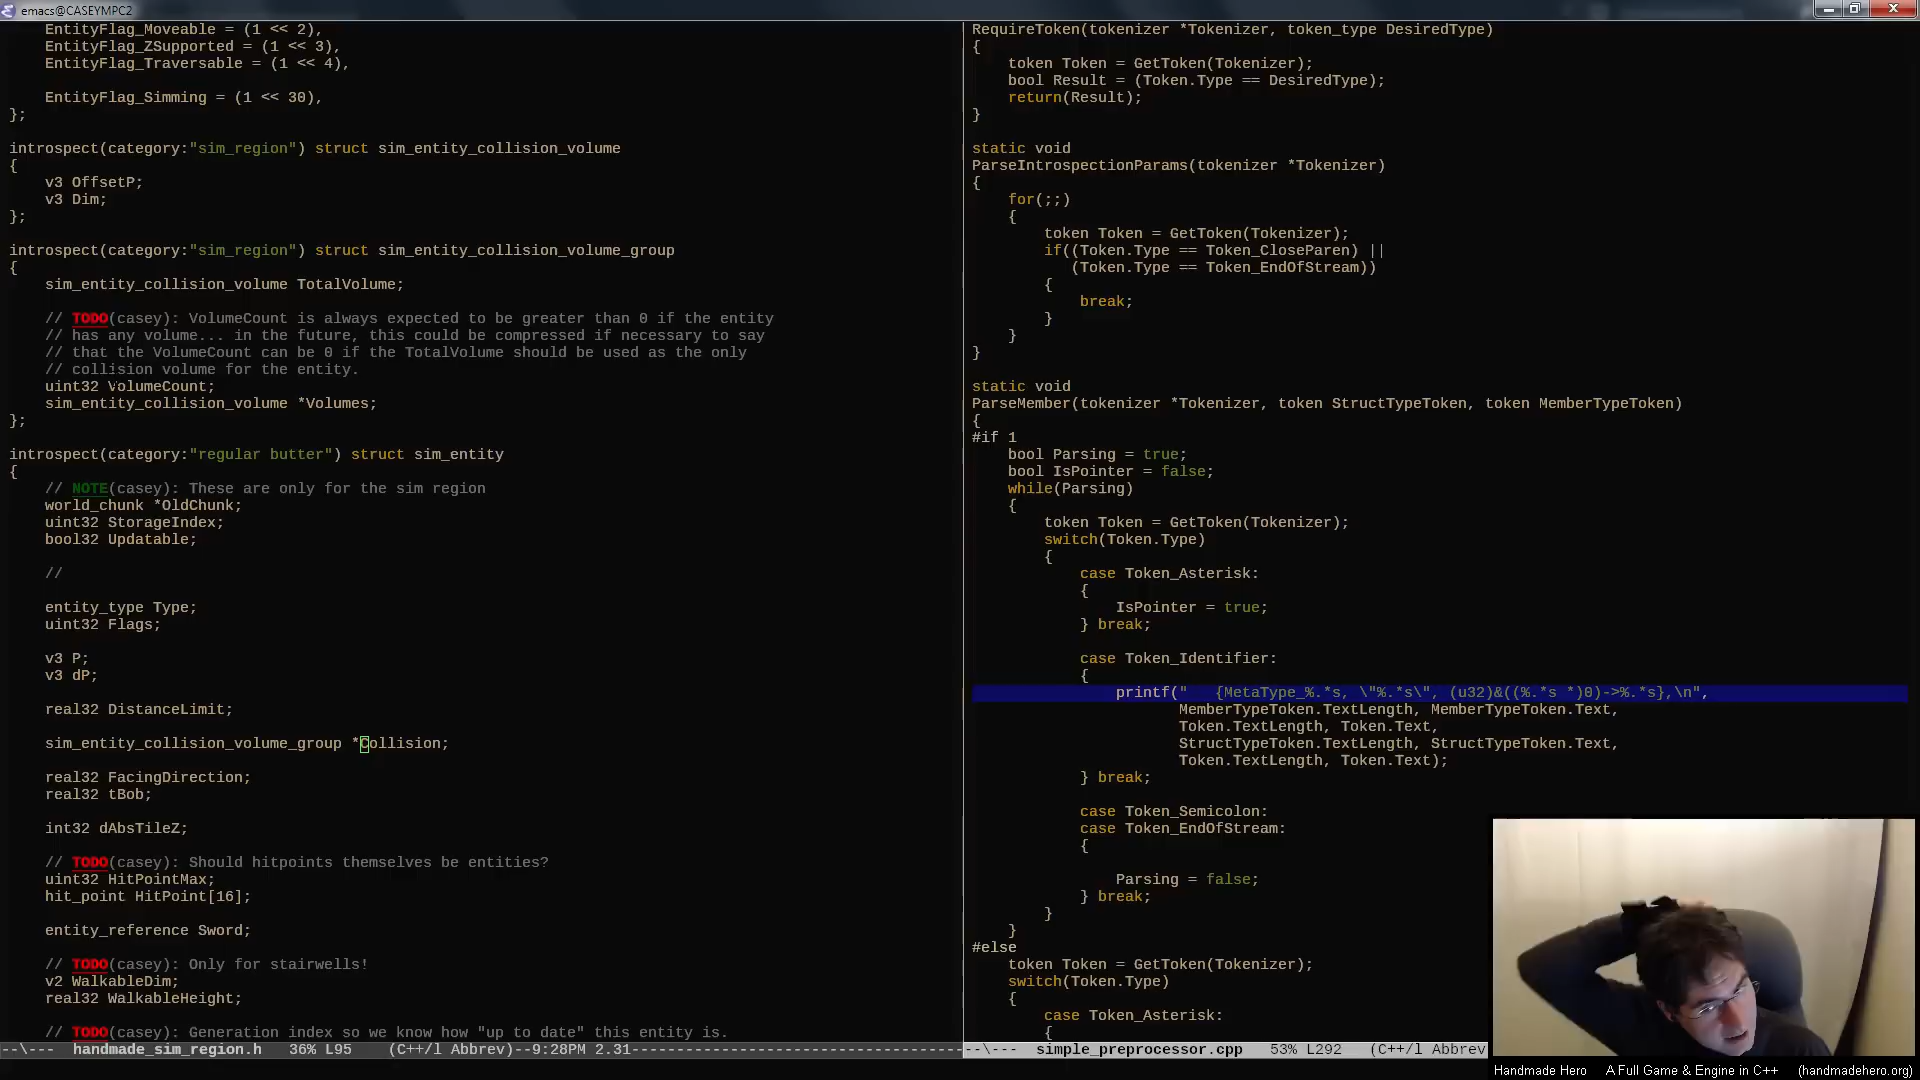 emacs@CASEYMPC2
EntityFlag_Moveable = (1 << 2),
EntityFlag_ZSupported = (1 << 3),
EntityFlag_Traversable = (1 << 4),
EntityFlag_Simming = (1 << 30),
};
introspect(category:"sim_region") struct sim_entity_collision_volume
{
v3 OffsetP;
v3 Dim;
};
introspect(category:"sim_region") struct sim_entity_collision_volume_group
{
sim_entity_collision_volume TotalVolume;
// TODO(casey): VolumeCount is always expected to be greater than 0 if the entity
// has any volume... in the future, this could be compressed if necessary to say
// that the VolumeCount can be 0 if the TotalVolume should be used as the only
// collision volume for the entity.
uint32 VolumeCount;
sim_entity_collision_volume *Volumes;
};
introspect(category:"regular butter") struct sim_entity
{
// NOTE(casey): These are only for the sim region
world_chunk *OldChunk;
uint32 StorageIndex;
bool32 Updatable;
//
entity_type Type;
uint32 Flags;
v3 P;
v3 dP;
real32 DistanceLimit;
sim_entity_collision_volume_group *Collision;
real32 FacingDirection;
real32 tBob;
int32 dAbsTileZ;
// TODO(casey): Should hitpoints themselves be entities?
uint32 HitPointMax;
hit_point HitPoint[16];
entity_reference Sword;
// TODO(casey): Only for stairwells!
v2 WalkableDim;
real32 WalkableHeight;
// TODO(casey): Generation index so we know how "up to date" this entity is.
--\--- handmade_sim_region.h 36% L95 (C++/l Abbrev)--9:28PM 2.31-------------------------------------
RequireToken(tokenizer *Tokenizer, token_type DesiredType)
{
token Token = GetToken(Tokenizer);
bool Result = (Token.Type == DesiredType);
return(Result);
}
static void
ParseIntrospectionParams(tokenizer *Tokenizer)
{
for(;;)
{
token Token = GetToken(Tokenizer);
if((Token.Type == Token_CloseParen) ||
(Token.Type == Token_EndOfStream))
{
break;
}
}
}
static void
ParseMember(tokenizer *Tokenizer, token StructTypeToken, token MemberTypeToken)
{
#if 1
bool Parsing = true;
bool IsPointer = false;
while(Parsing)
{
token Token = GetToken(Tokenizer);
switch(Token.Type)
{
case Token_Asterisk:
{
IsPointer = true;
} break;
case Token_Identifier:
{
printf("   {MetaType_%.*s, \"%.*s\", (u32)&((%.*s *)0)->%.*s},\n",
MemberTypeToken.TextLength, MemberTypeToken.Text,
Token.TextLength, Token.Text,
StructTypeToken.TextLength, StructTypeToken.Text,
Token.TextLength, Token.Text);
} break;
case Token_Semicolon:
case Token_EndOfStream:
{
Parsing = false;
} break;
}
}
#else
token Token = GetToken(Tokenizer);
switch(Token.Type)
{
case Token_Asterisk:
{
--\--- simple_preprocessor.cpp 53% L292 (C++/l Abbrev
Handmade Hero A Full Game & Engine in C++ (handmadehero.org)